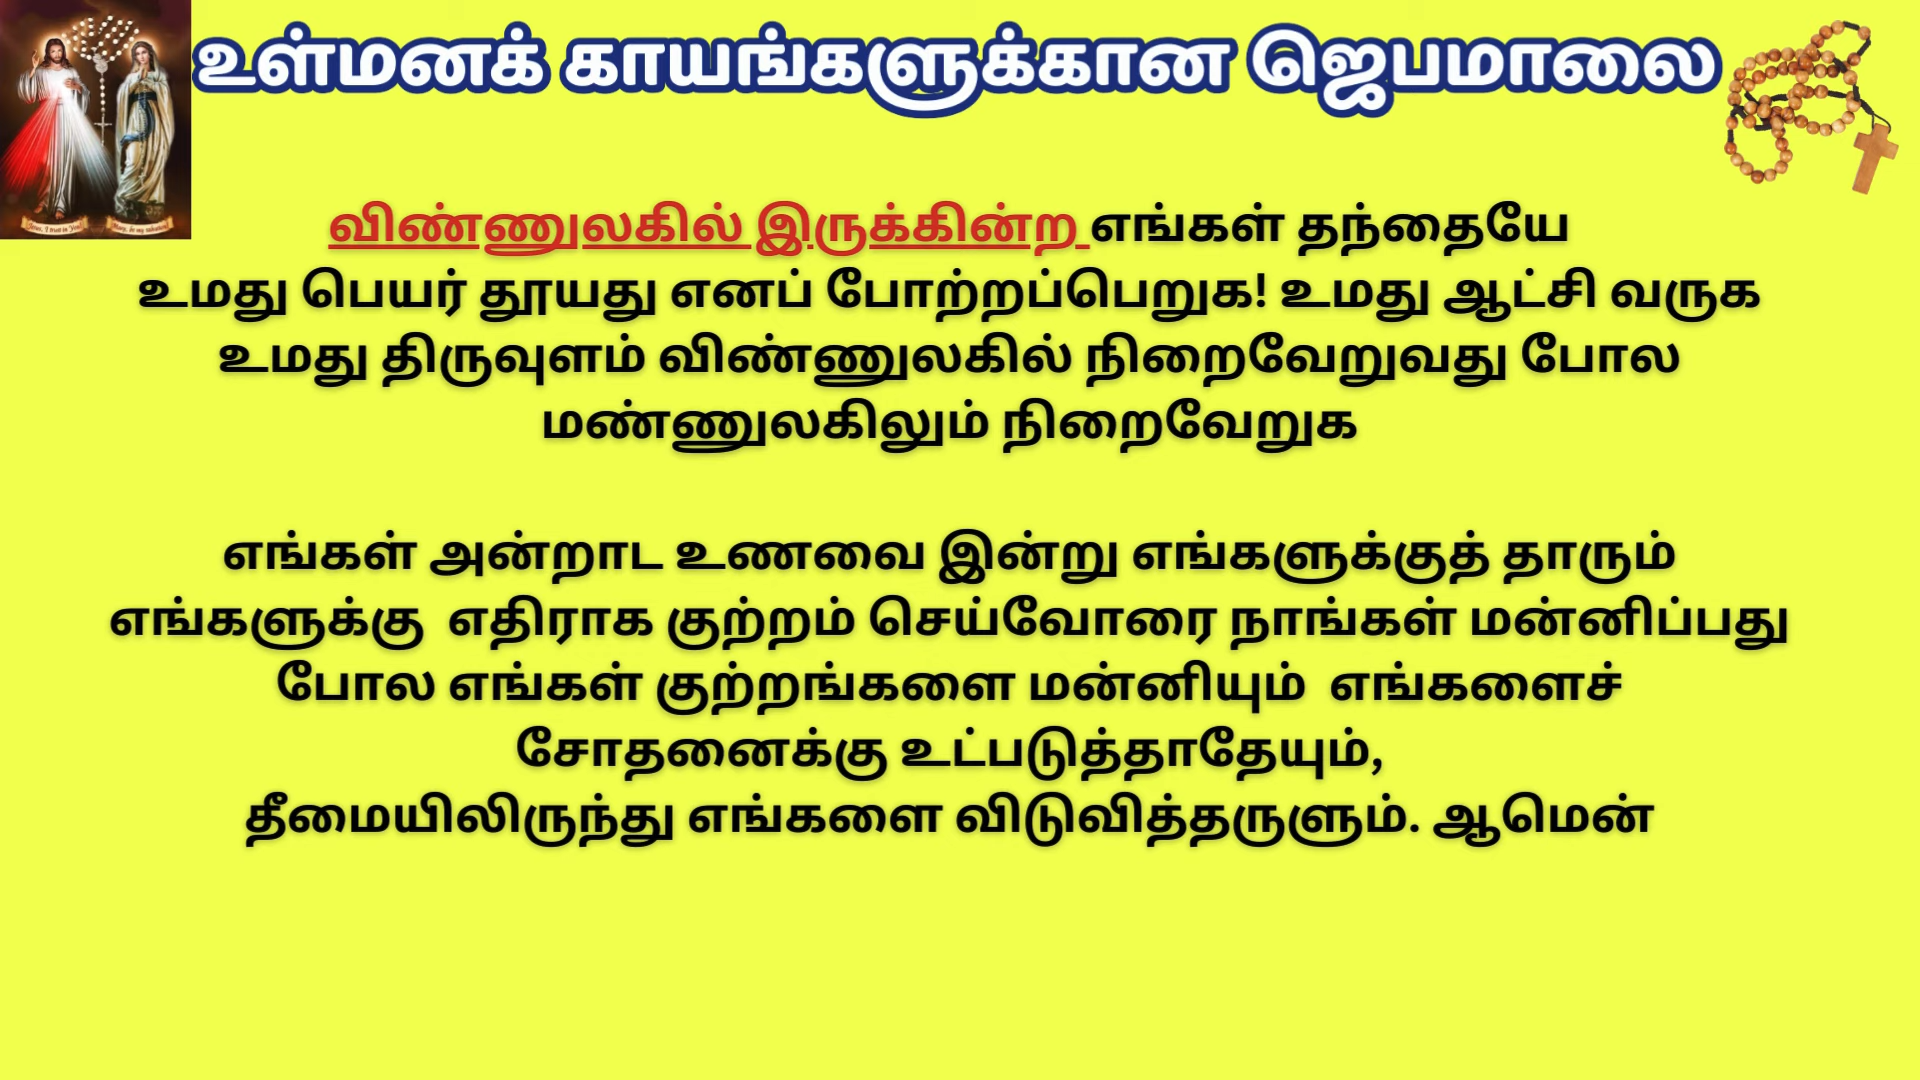 உள்மனக் காயங்களுக்கான ஜெபமாலை
விண்ணுலகில் இருக்கின்ற எங்கள் தந்தையே
உமது பெயர் தூயது எனப் போற்றப்பெறுக! உமது ஆட்சி வருக
உமது திருவுளம் விண்ணுலகில் நிறைவேறுவது போல
மண்ணுலகிலும் நிறைவேறுக
எங்கள் அன்றாட உணவை இன்று எங்களுக்குத் தாரும்
எங்களுக்கு எதிராக குற்றம் செய்வோரை நாங்கள் மன்னிப்பது
போல எங்கள் குற்றங்களை மன்னியும் எங்களைச்
சோதனைக்கு உட்படுத்தாதேயும்,
தீமையிலிருந்து எங்களை விடுவித்தருளும். ஆமென்